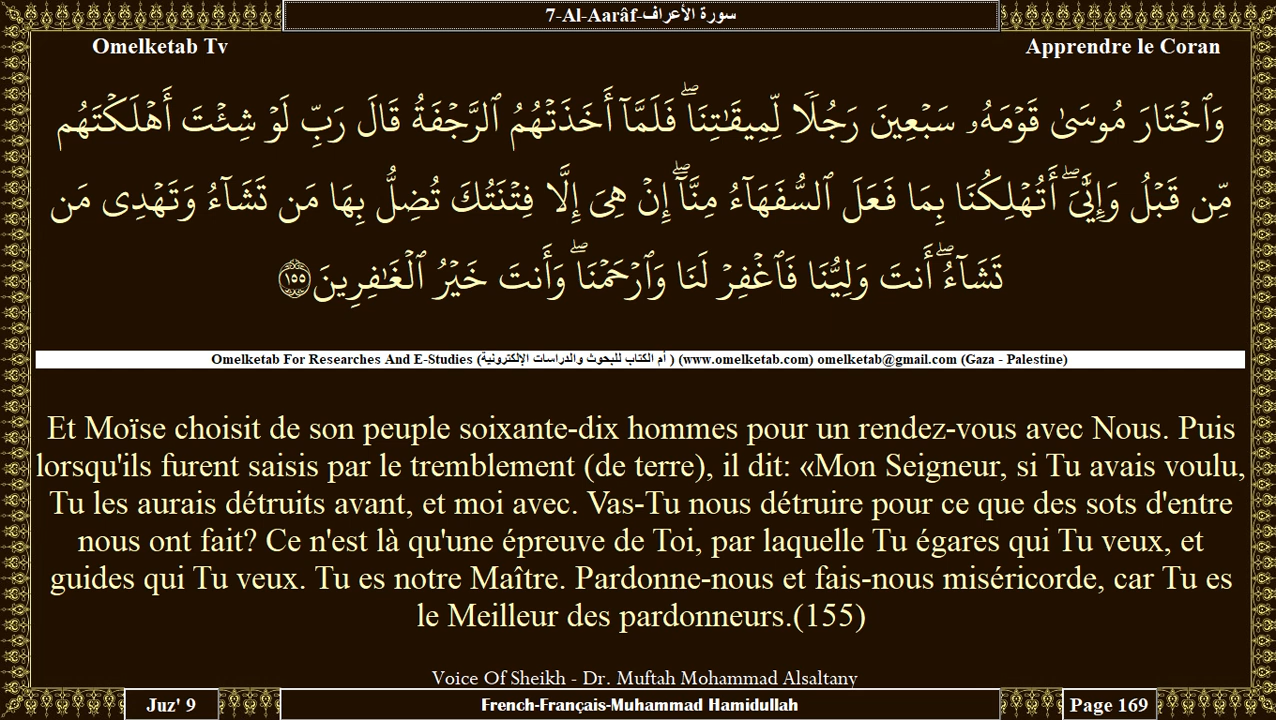 7-Al-Aarâf-سورة الأعراف
Omelketab Tv
Apprendre le Coran
وَٱخۡتَارَ مُوسَىٰ قَوۡمَهُۥ سَبۡعِينَ رَجُلٗا لِّمِيقَٰتِنَاۖ فَلَمَّآ أَخَذَتۡهُمُ ٱلرَّجۡفَةُ قَالَ رَبِّ لَوۡ شِئۡتَ أَهۡلَكۡتَهُم
مِّن قَبۡلُ وَإِيَّٰيَۖ أَتُهۡلِكُنَا بِمَا فَعَلَ ٱلسُّفَهَآءُ مِنَّآۖ إِنۡ هِيَ إِلَّا فِتۡنَتُكَ تُضِلُّ بِهَا مَن تَشَآءُ وَتَهۡدِي مَن
تَشَآءُۖ أَنتَ وَلِيُّنَا فَٱغۡفِرۡ لَنَا وَٱرۡحَمۡنَاۖ وَأَنتَ خَيۡرُ ٱلۡغَٰفِرِينَ ١٥٥
Omelketab For Researches And E-Studies (أم الكتاب للبحوث والدراسات الإلكترونية ) (www.omelketab.com) omelketab@gmail.com (Gaza - Palestine)
Et Moïse choisit de son peuple soixante-dix hommes pour un rendez-vous avec Nous. Puis
lorsqu'ils furent saisis par le tremblement (de terre), il dit: «Mon Seigneur, si Tu avais voulu,
Tu les aurais détruits avant, et moi avec. Vas-Tu nous détruire pour ce que des sots d'entre
nous ont fait? Ce n'est là qu'une épreuve de Toi, par laquelle Tu égares qui Tu veux, et
guides qui Tu veux. Tu es notre Maître. Pardonne-nous et fais-nous miséricorde, car Tu es
le Meilleur des pardonneurs.(155)
Voice Of Sheikh - Dr. Muftah Mohammad Alsaltany
Juz' 9
French-Français-Muhammad Hamidullah
Page 169